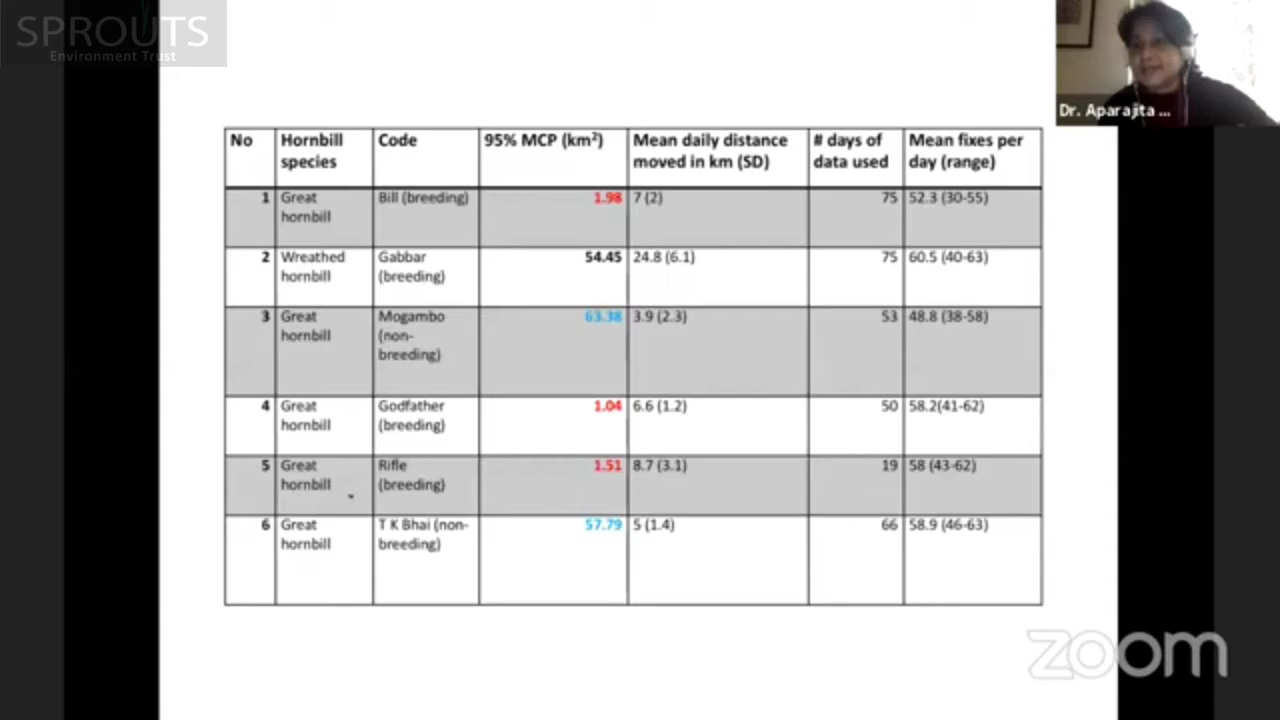 SPROUTS
Environment Trust
Dr. Aparajita ...
No Hornbill species Code 95% MCP (km²) Mean daily distance moved in km (SD) # days of data used Mean fixes per day (range)
1 Great hornbill Bill (breeding) 1.98 7 (2) 75 52.3 (30-55)
2 Wreathed hornbill Gabbar (breeding) 54.45 24.8 (6.1) 75 60.5 (40-63)
3 Great hornbill Mogambo (non-breeding) 63.38 3.9 (2.3) 53 48.8 (38-58)
4 Great hornbill Godfather (breeding) 1.04 6.6 (1.2) 50 58.2(41-62)
5 Great hornbill Rifle (breeding) 1.51 8.7 (3.1) 19 58 (43-62)
6 Great hornbill T K Bhai (non-breeding) 57.79 5 (1.4) 66 58.9 (46-63)
zoom